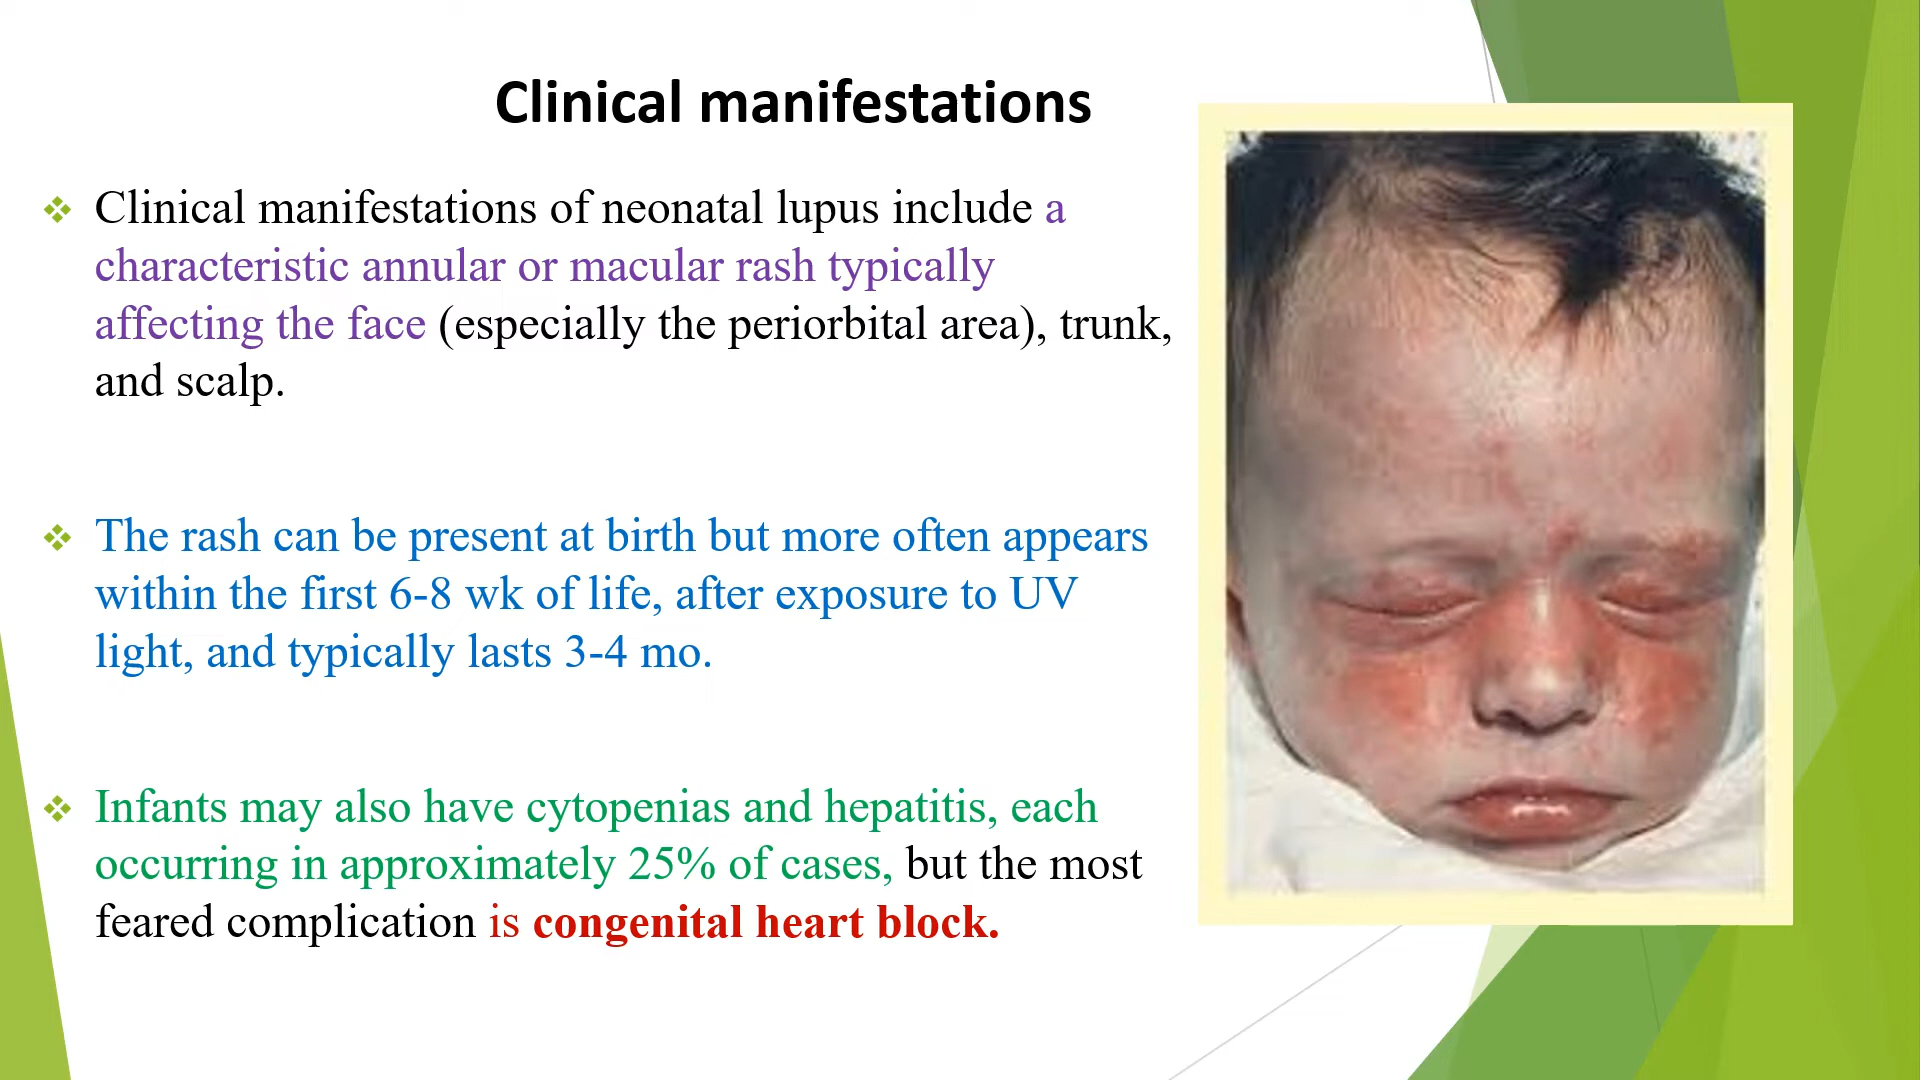 Clinical manifestations
Clinical manifestations of neonatal lupus include a
characteristic annular or macular rash typically
affecting the face (especially the periorbital area), trunk,
and scalp.
The rash can be present at birth but more often appears
within the first 6-8 wk of life, after exposure to UV
light, and typically lasts 3-4 mo.
Infants may also have cytopenias and hepatitis, each
occurring in approximately 25% of cases, but the most
feared complication is congenital heart block.